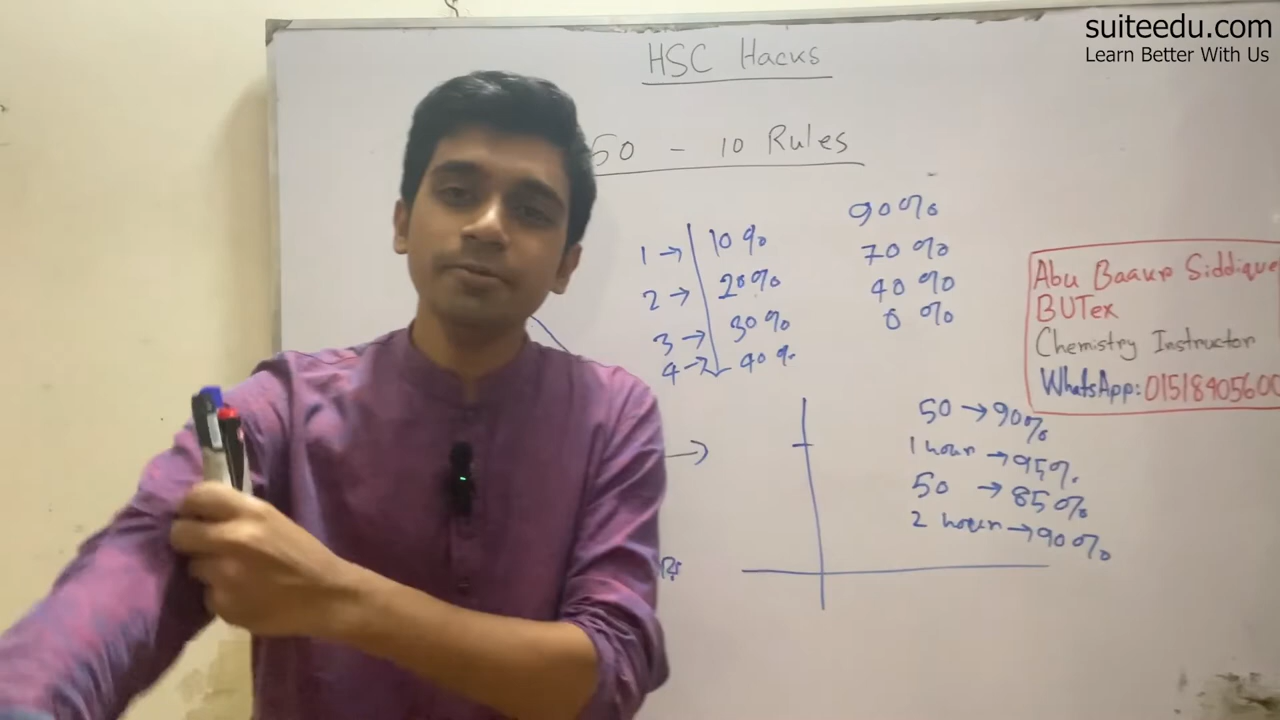 suiteedu.com
Learn Better With Us
HSC Hacks
50 - 10 Rules
1 → 10%
2 → 20%
3 → 30%
4 → 40%
90%
70%
40%
0%
Abu Baakr Siddique
BUTex
Chemistry Instructor
WhatsApp: 01518405600
50 → 90%
1 hour → 95%
50 → 85%
2 hour → 90%